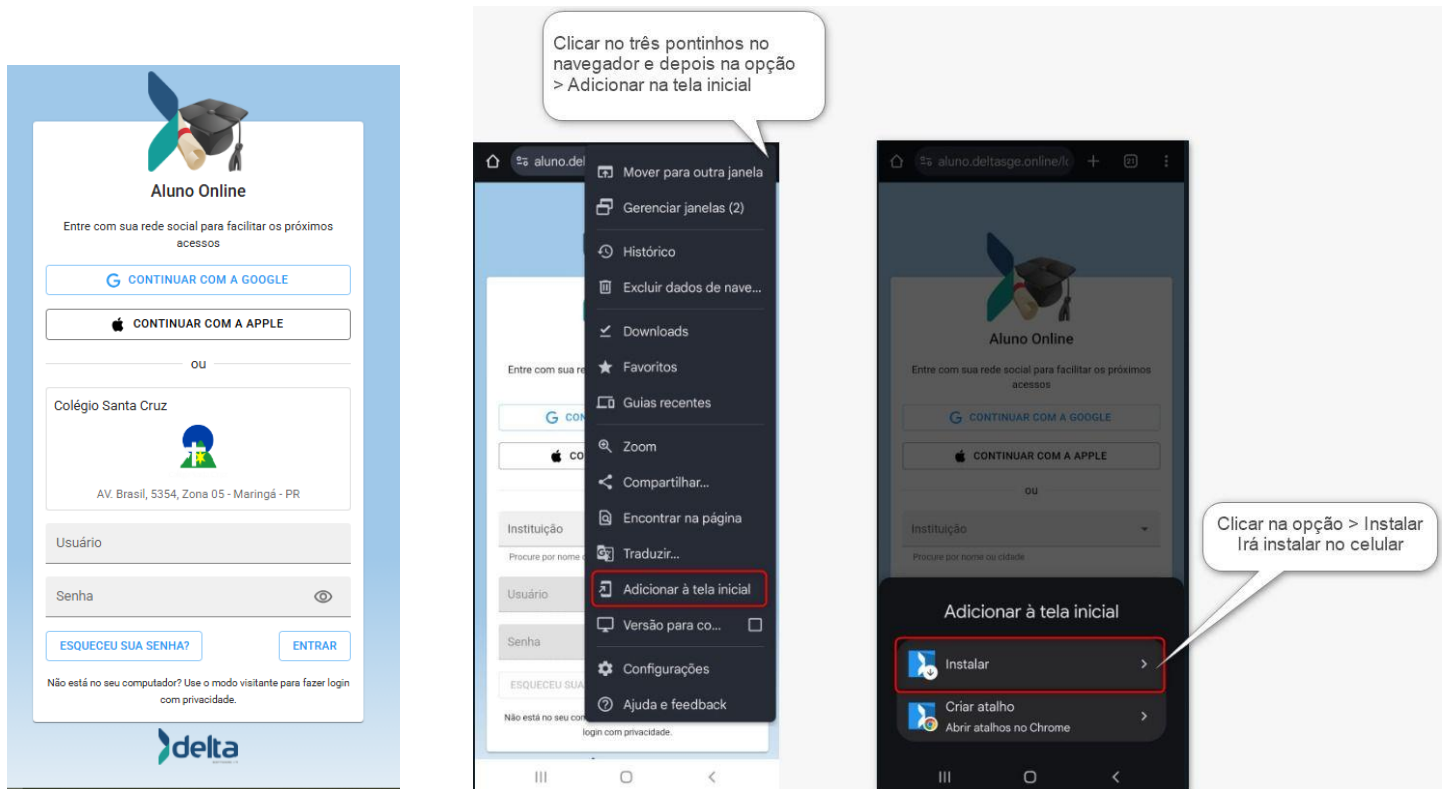 Aluno Online
Entre com sua rede social para facilitar os próximos
acessos
CONTINUAR COM A GOOGLE
CONTINUAR COM A APPLE
ou
Colégio Santa Cruz
AV. Brasil, 5354, Zona 05 - Maringá - PR
Usuário
Senha
ESQUECEU SUA SENHA?
ENTRAR
Não está no seu computador? Use o modo visitante para fazer login
com privacidade.
delta
Clicar no três pontinhos no
navegador e depois na opção
> Adicionar na tela inicial
aluno.del
Mover para outra janela
Gerenciar janelas (2)
Histórico
Excluir dados de nave...
Downloads
Favoritos
Guias recentes
Zoom
Compartilhar...
Encontrar na página
Traduzir...
Adicionar à tela inicial
Versão para co...
Configurações
Ajuda e feedback
Entre com sua re
G CON
CO
Instituição
Procure por nome
Usuário
Senha
ESQUECEU SUA
Não está no seu con
login com privacidade.
aluno.deltasge.online/lc
21
Aluno Online
Entre com sua rede social para facilitar os próximos
acessos
CONTINUAR COM A GOOGLE
CONTINUAR COM A APPLE
ou
Instituição
Procure por nome ou cidade
Adicionar à tela inicial
Instalar
Criar atalho
Abrir atalhos no Chrome
Clicar na opção > Instalar
Irá instalar no celular